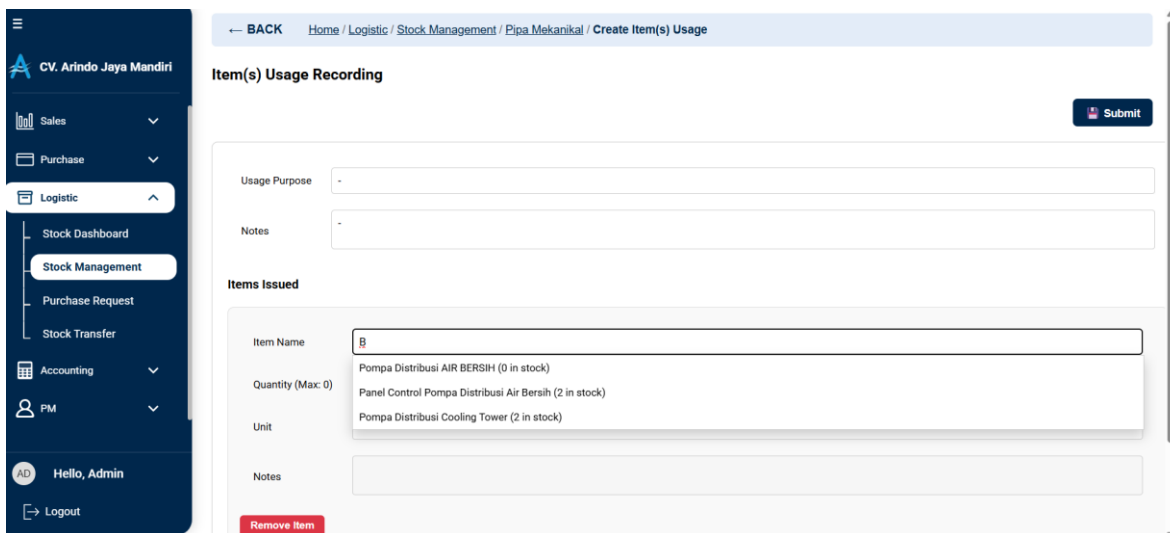 ← BACK Home / Logistic / Stock Management / Pipa Mekanikal / Create Item(s) Usage
CV. Arindo Jaya Mandiri
Sales
Purchase
Logistic
Stock Dashboard
Stock Management
Purchase Request
Stock Transfer
Accounting
PM
AD Hello, Admin
Logout
Item(s) Usage Recording
Submit
Usage Purpose -
Notes -
Items Issued
Item Name B
Pompa Distribusi AIR BERSIH (0 in stock)
Quantity (Max: 0)
Panel Control Pompa Distribusi Air Bersih (2 in stock)
Pompa Distribusi Cooling Tower (2 in stock)
Unit
Notes
Remove Item